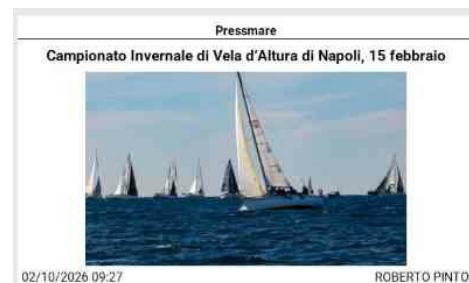 Pressmare
Campionato Invernale di Vela d'Altura di Napoli, 15 febbraio
02/10/2026 09:27
ROBERTO PINTO